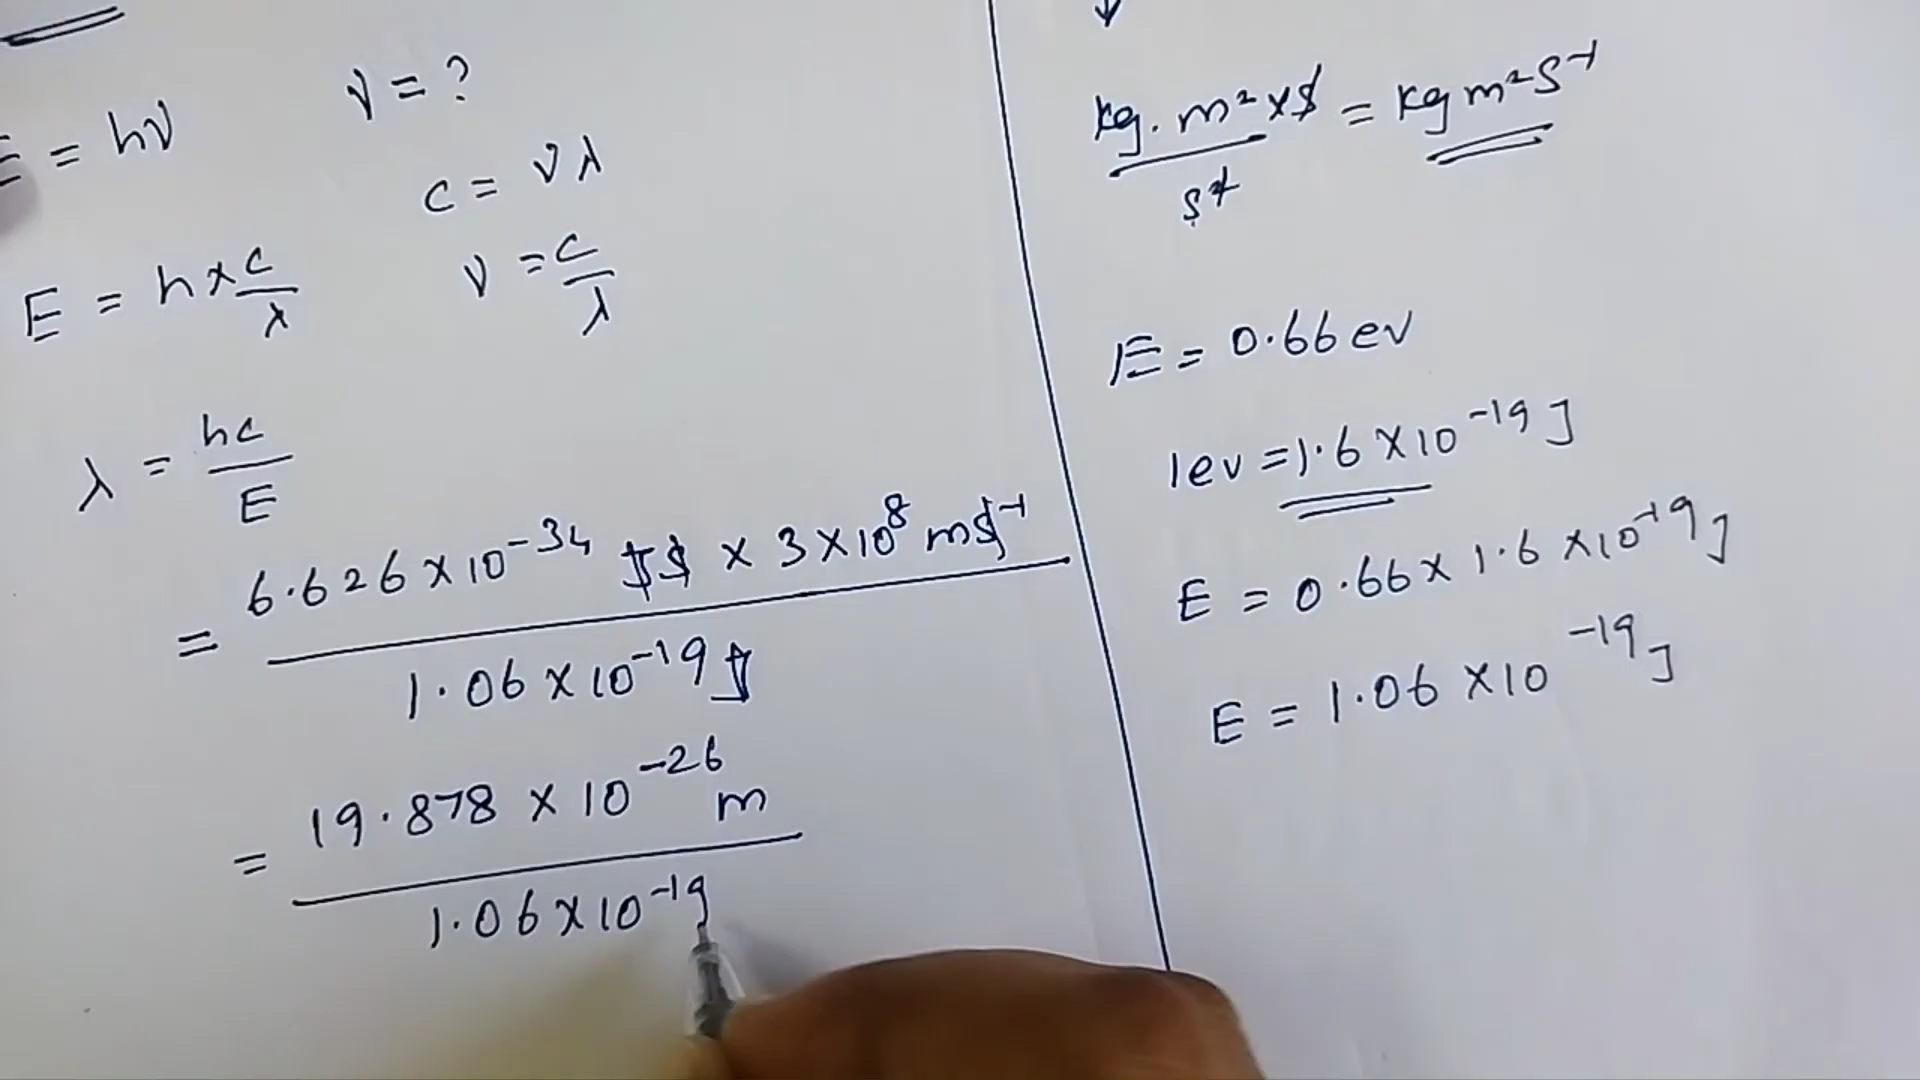 ν = ?
E = hν
c = νλ
E = h × c/λ
ν = c/λ
λ = hc/E
= 6.626 × 10⁻³⁴ JS × 3 × 10⁸ mS⁻¹
1.06 × 10⁻¹⁹ J
= 19.878 × 10⁻²⁶ m
1.06 × 10⁻¹⁹
↓
kg. m² × s / s² = kg m² S⁻¹
E = 0.66 ev
1ev = 1.6 × 10⁻¹⁹ J
E = 0.66 × 1.6 × 10⁻¹⁹ J
E = 1.06 × 10⁻¹⁹ J